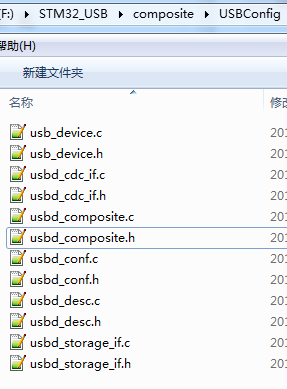 (F:) ▸ STM32_USB ▸ composite ▸ USBConfig
帮助(H)
新建文件夹
名称 修改
usb_device.c 201
usb_device.h 201
usbd_cdc_if.c 201
usbd_cdc_if.h 201
usbd_composite.c 201
usbd_composite.h 201
usbd_conf.c 201
usbd_conf.h 201
usbd_desc.c 201
usbd_desc.h 201
usbd_storage_if.c 201
usbd_storage_if.h 201